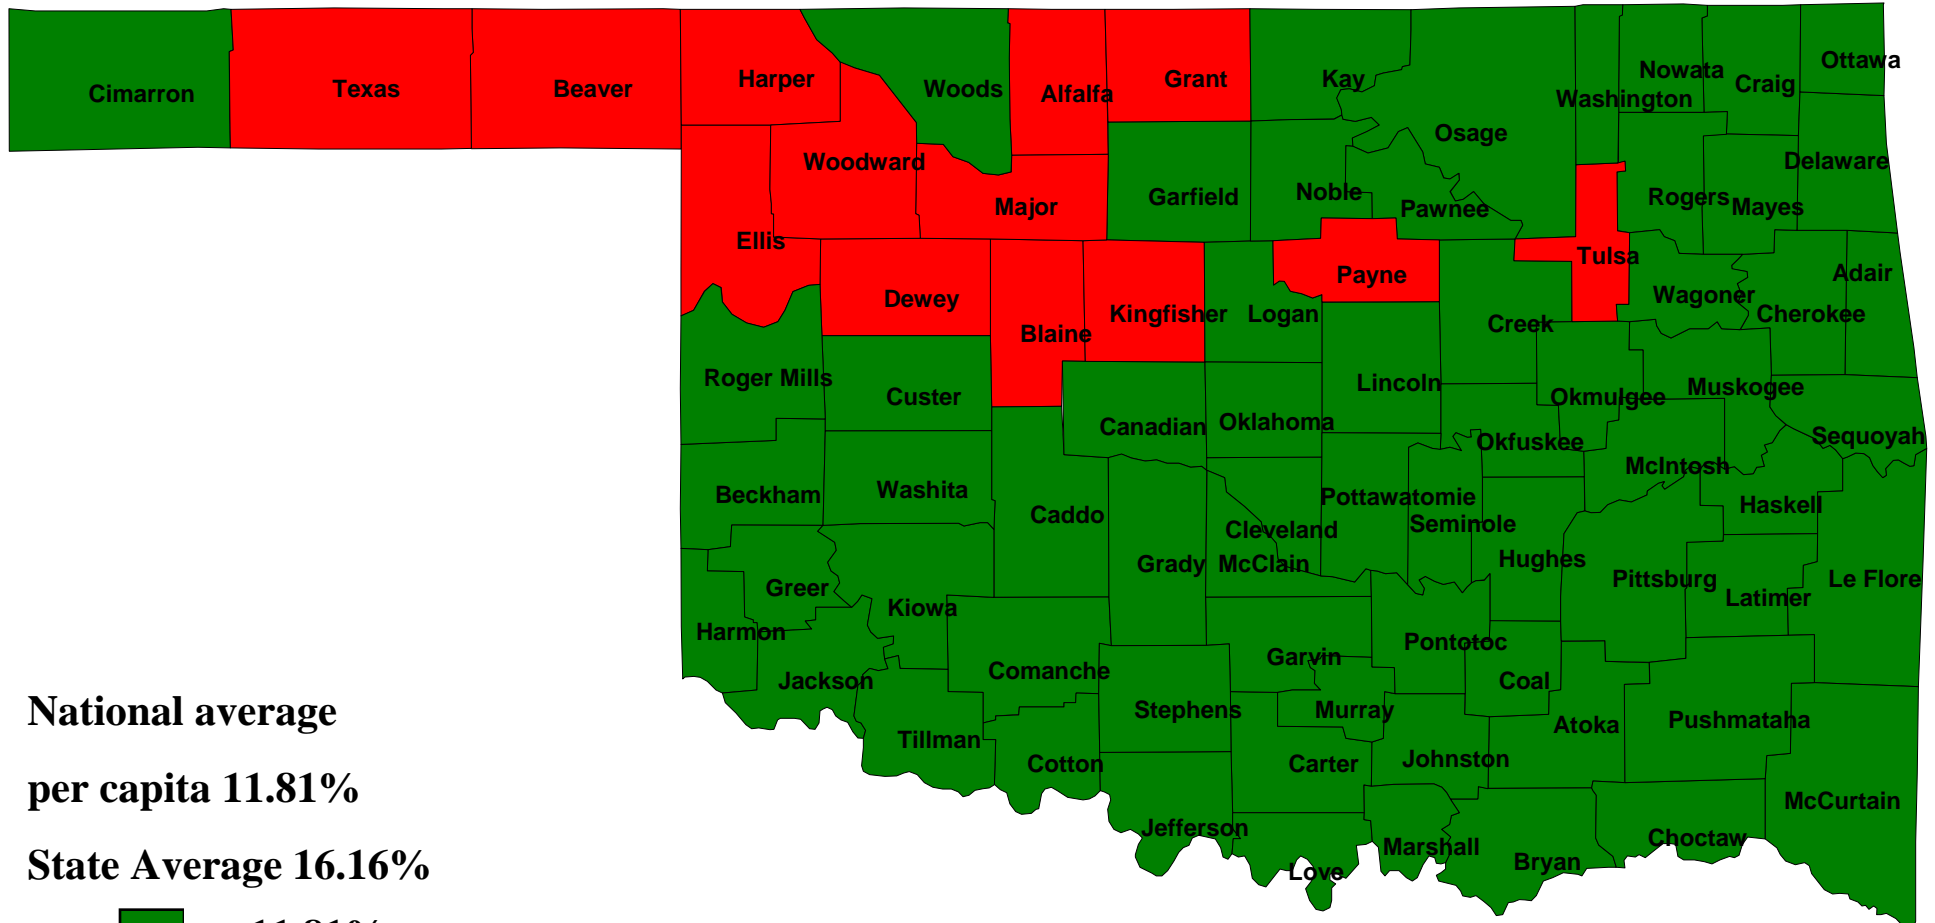 Cimarron
Texas
Beaver
Harper
Woods
Alfalfa
Grant
Kay
Osage
Washington
Nowata
Craig
Ottawa
Ellis
Woodward
Major
Garfield
Noble
Pawnee
Rogers
Mayes
Delaware
Dewey
Blaine
Kingfisher
Logan
Payne
Creek
Tulsa
Wagoner
Cherokee
Adair
Roger Mills
Custer
Canadian
Oklahoma
Lincoln
Okfuskee
Okmulgee
Muskogee
McIntosh
Sequoyah
Beckham
Washita
Caddo
Grady
Cleveland
McClain
Pottawatomie
Seminole
Hughes
Pittsburg
Haskell
Latimer
Le Flore
Harmon
Greer
Kiowa
Jackson
Comanche
Stephens
Garvin
Murray
Pontotoc
Coal
Atoka
Pushmataha
Tillman
Cotton
Carter
Johnston
McCurtain
Jefferson
Love
Marshall
Bryan
Choctaw
National average
per capita 11.81%
State Average 16.16%